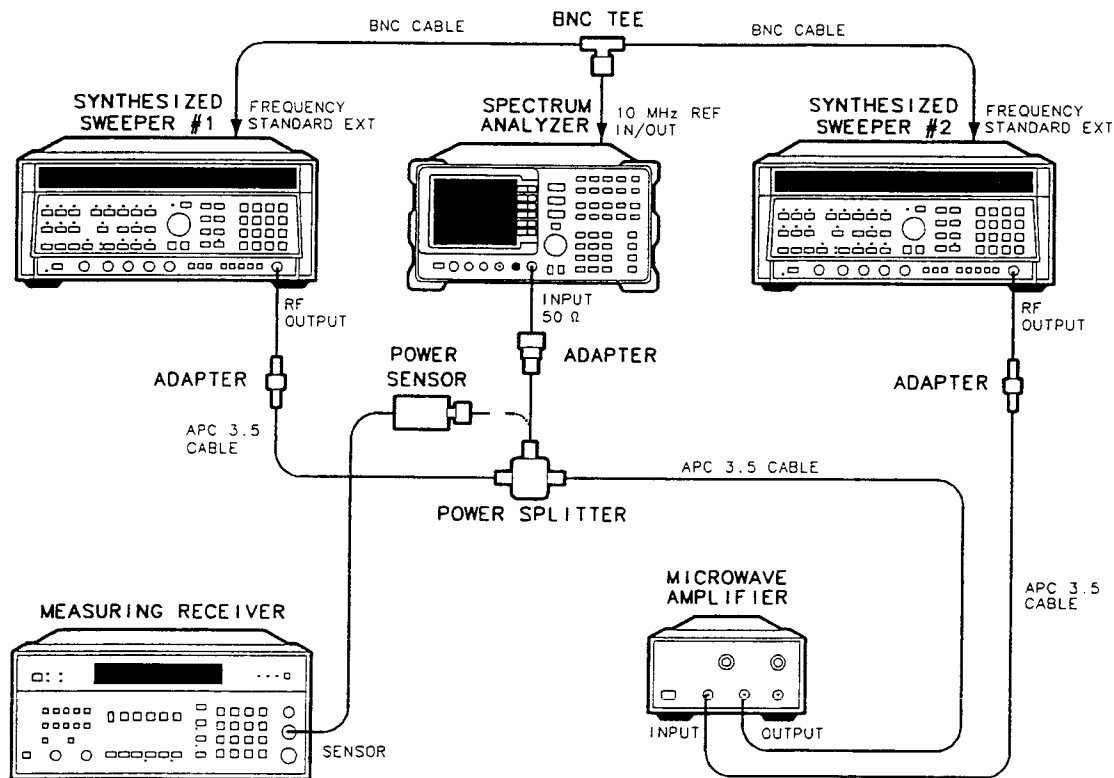 BNC TEE
BNC CABLE
BNC CABLE
SYNTHESIZED
SWEEPER #1
FREQUENCY
STANDARD EXT
SPECTRUM
ANALYZER
10 MHz REF
IN/OUT
SYNTHESIZED
SWEEPER #2
FREQUENCY
STANDARD EXT
RF
OUTPUT
INPUT
50 Ω
RF
OUTPUT
ADAPTER
POWER
SENSOR
ADAPTER
ADAPTER
APC 3.5
CABLE
APC 3.5 CABLE
POWER SPLITTER
MICROWAVE
AMPLIFIER
APC 3.5
CABLE
MEASURING RECEIVER
SENSOR
INPUT
OUTPUT